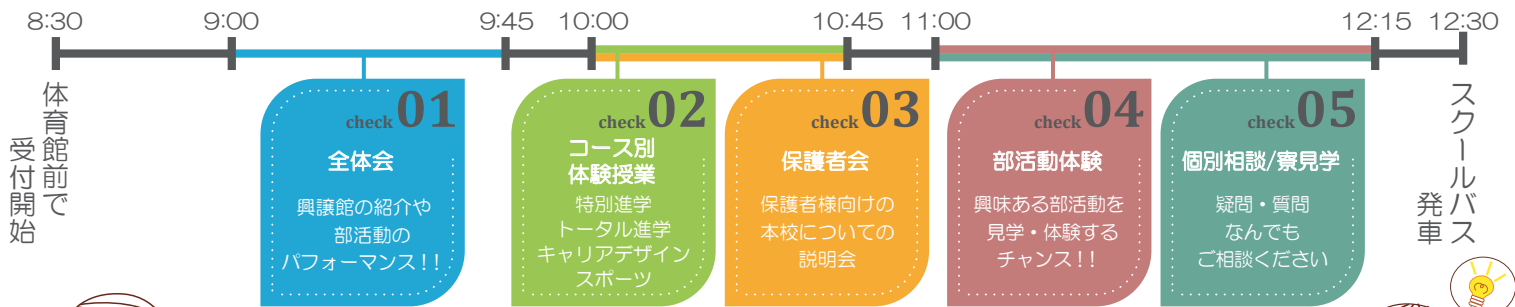 8:30 9:00 9:45 10:00 10:45 11:00 12:15 12:30
体育館前で
受付開始
check 01
全体会
興譲館の紹介や
部活動の
パフォーマンス!!
check 02
コース別
体験授業
特別進学
トータル進学
キャリアデザイン
スポーツ
check 03
保護者会
保護者様向けの
本校についての
説明会
check 04
部活動体験
興味ある部活動を
見学・体験する
チャンス!!
check 05
個別相談/寮見学
疑問・質問
なんでも
ご相談ください
スクールバス
発車